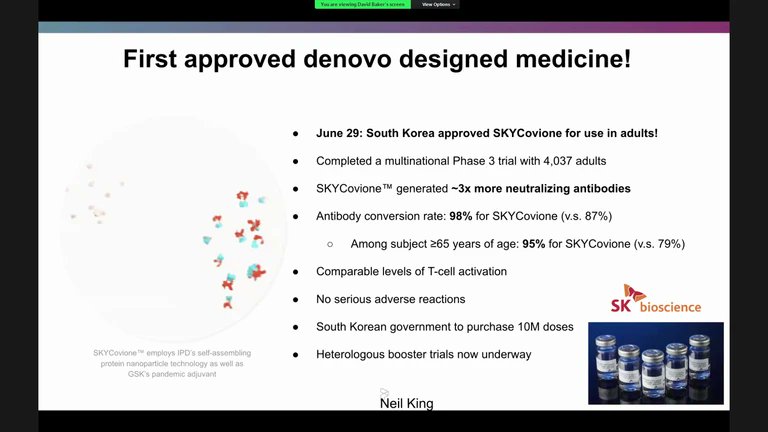 You are viewing David Baker's screen
View Options
First approved denovo designed medicine!
● June 29: South Korea approved SKYCovione for use in adults!
● Completed a multinational Phase 3 trial with 4,037 adults
● SKYCovione™ generated ~3x more neutralizing antibodies
● Antibody conversion rate: 98% for SKYCovione (v.s. 87%)
○ Among subject ≥65 years of age: 95% for SKYCovione (v.s. 79%)
● Comparable levels of T-cell activation
● No serious adverse reactions
● South Korean government to purchase 10M doses
● Heterologous booster trials now underway
SKYCovione™ employs IPD's self-assembling
protein nanoparticle technology as well as
GSK's pandemic adjuvant
SK bioscience
Neil King